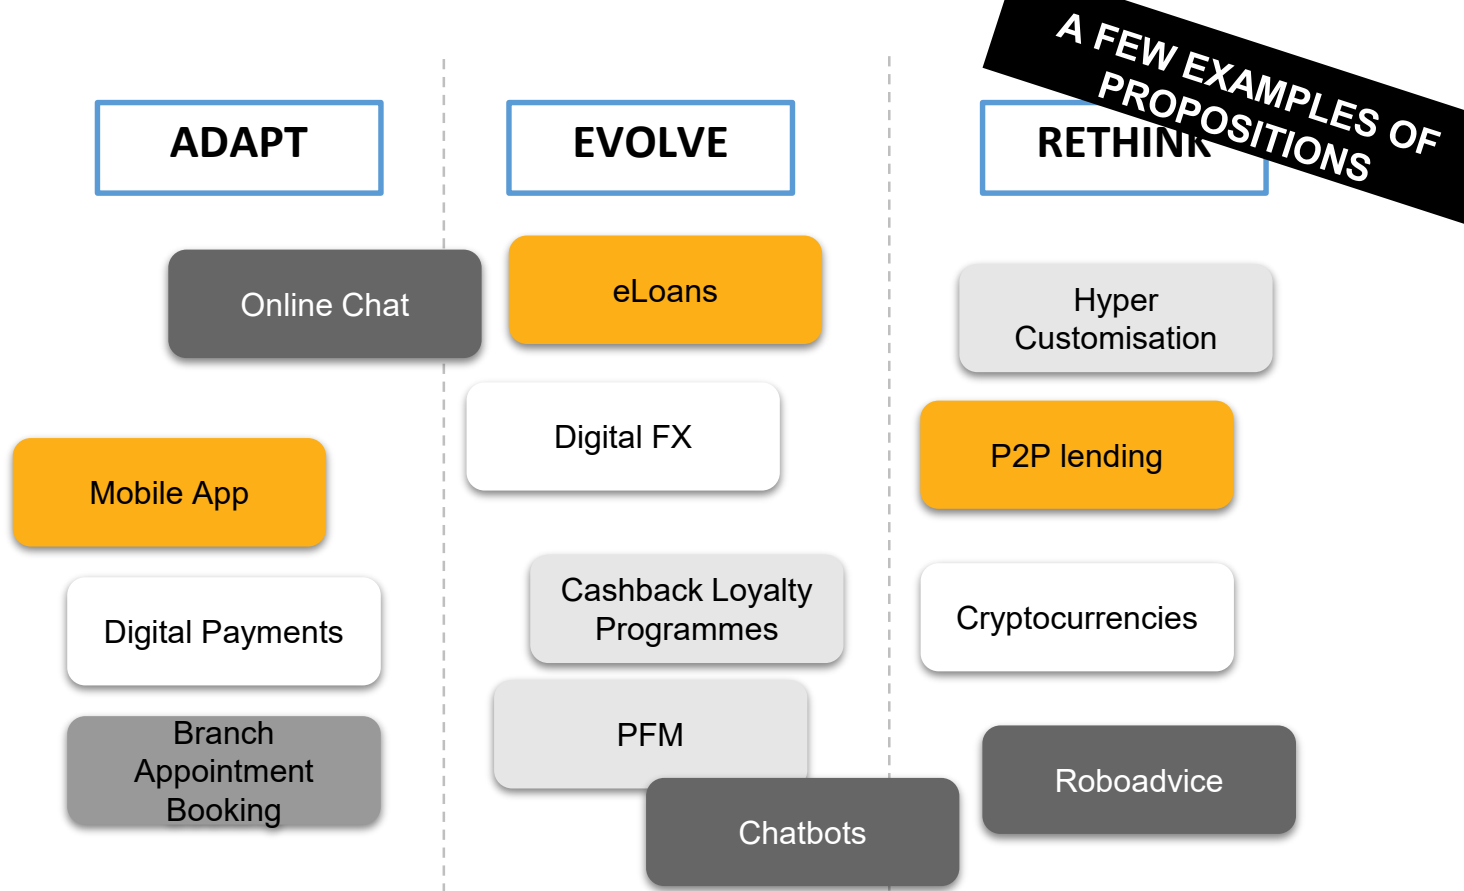 A FEW EXAMPLES OF
PROPOSITIONS
ADAPT
EVOLVE
RETHINK
Online Chat
Mobile App
Digital Payments
Branch
Appointment
Booking
eLoans
Digital FX
Cashback Loyalty
Programmes
PFM
Chatbots
Hyper
Customisation
P2P lending
Cryptocurrencies
Roboadvice